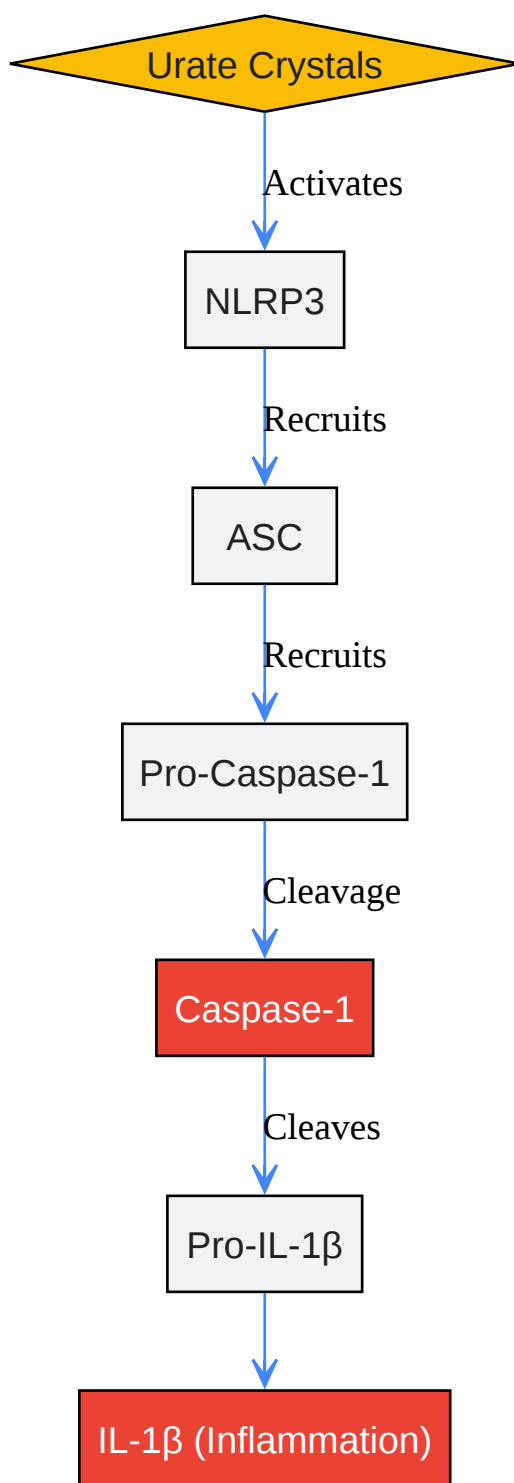 Urate Crystals
Activates
NLRP3
Recruits
ASC
Recruits
Pro-Caspase-1
Cleavage
Caspase-1
Cleaves
Pro-IL-1β
IL-1β (Inflammation)